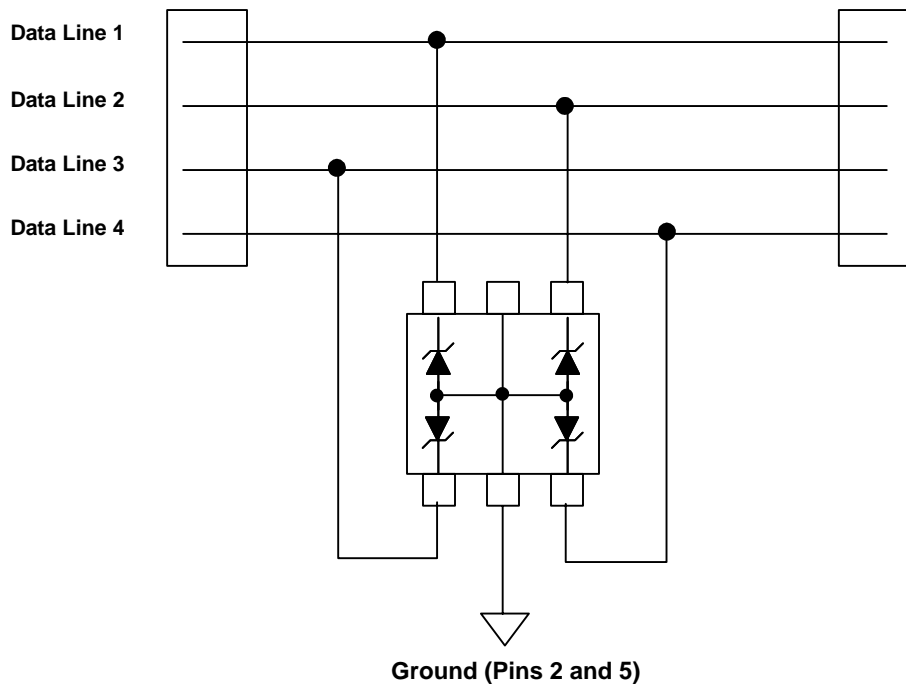 Data Line 1
Data Line 2
Data Line 3
Data Line 4
Ground (Pins 2 and 5)